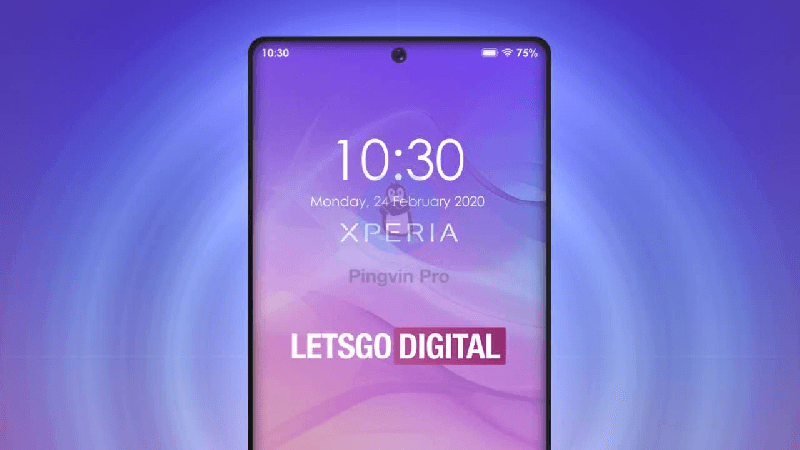 10:30 75%
10:30
Monday, 24 February 2020
XPERIA
Pingvin Pro
LETSGO DIGITAL